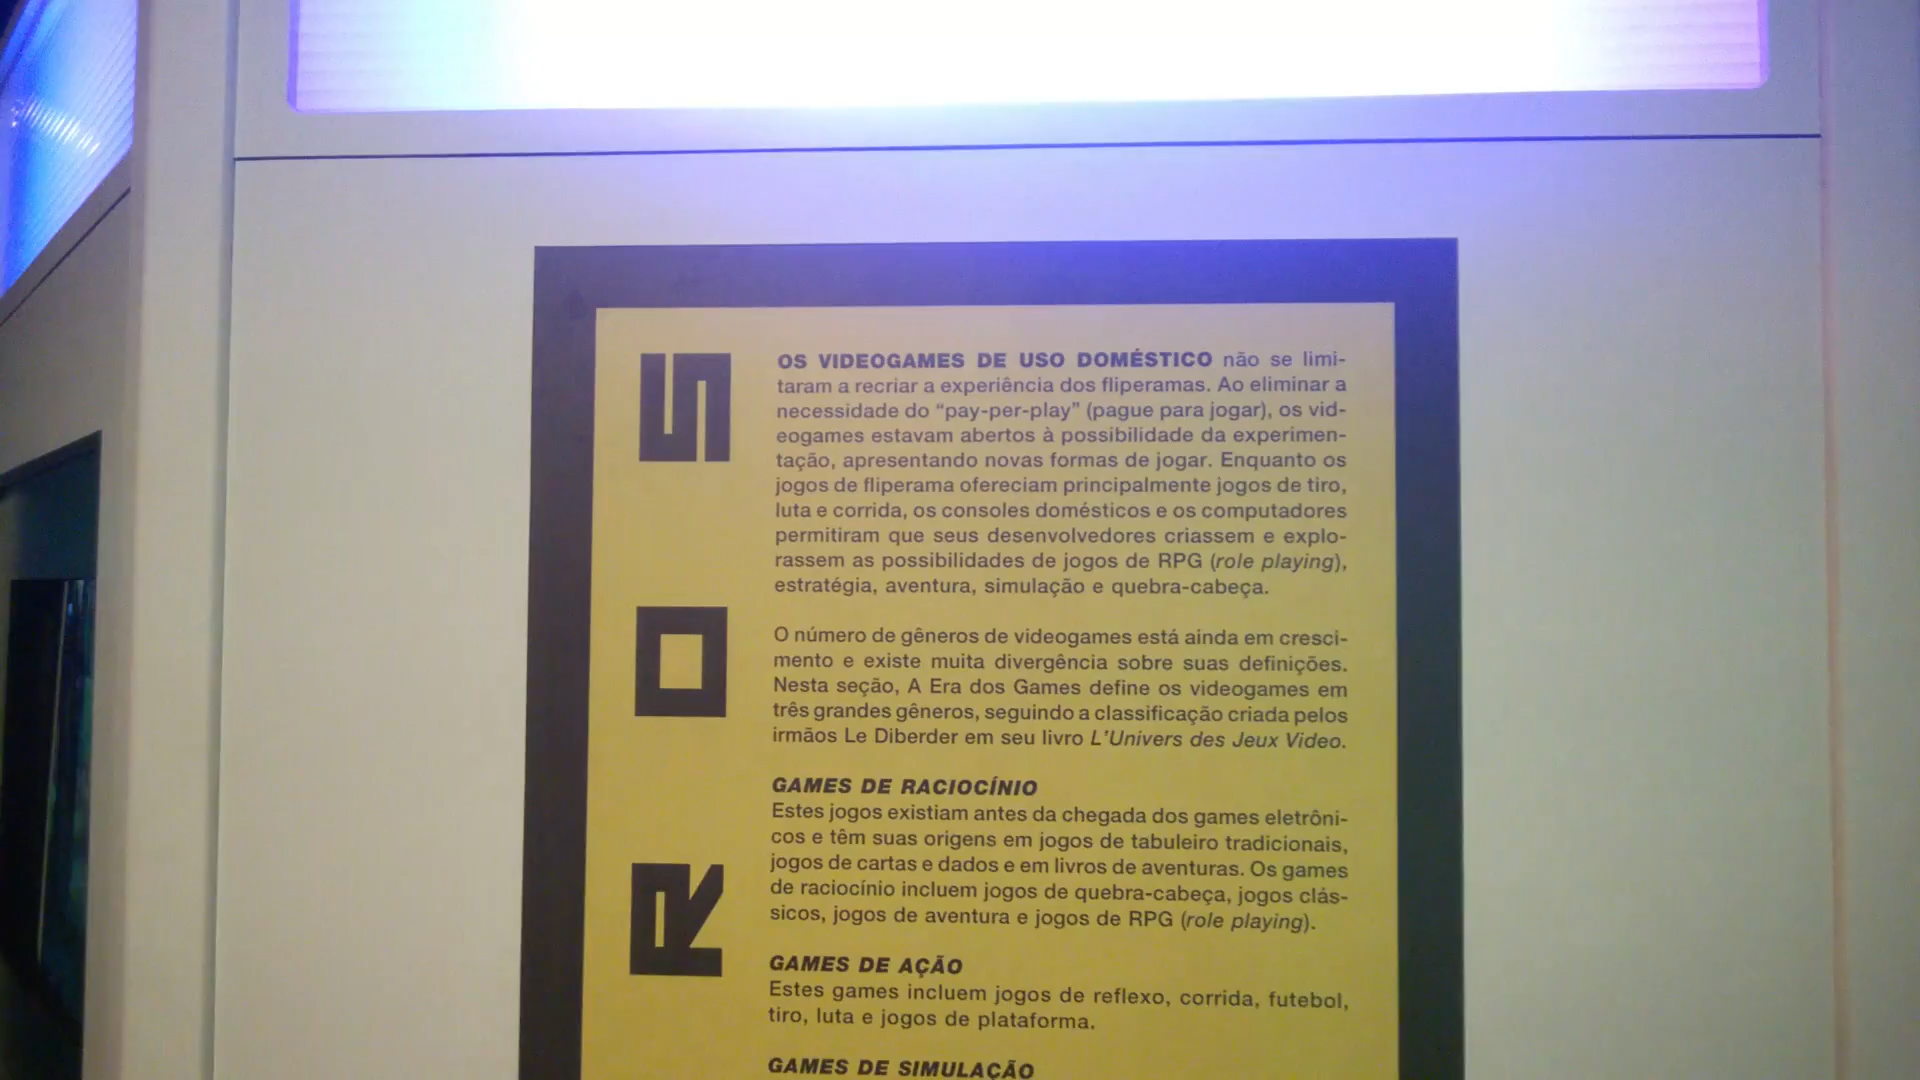 OS VIDEOGAMES DE USO DOMÉSTICO não se limi-
taram a recriar a experiência dos fliperamas. Ao eliminar a
necessidade do “pay-per-play” (pague para jogar), os vid-
eogames estavam abertos à possibilidade da experimen-
tação, apresentando novas formas de jogar. Enquanto os
jogos de fliperama ofereciam principalmente jogos de tiro,
luta e corrida, os consoles domésticos e os computadores
permitiram que seus desenvolvedores criassem e explo-
rassem as possibilidades de jogos de RPG (role playing),
estratégia, aventura, simulação e quebra-cabeça.
O número de gêneros de videogames está ainda em cresci-
mento e existe muita divergência sobre suas definições.
Nesta seção, A Era dos Games define os videogames em
três grandes gêneros, seguindo a classificação criada pelos
irmãos Le Diberder em seu livro L'Univers des Jeux Video.
GAMES DE RACIOCÍNIO
Estes jogos existiam antes da chegada dos games eletrôni-
cos e têm suas origens em jogos de tabuleiro tradicionais,
jogos de cartas e dados e em livros de aventuras. Os games
de raciocínio incluem jogos de quebra-cabeça, jogos clás-
sicos, jogos de aventura e jogos de RPG (role playing).
GAMES DE AÇÃO
Estes games incluem jogos de reflexo, corrida, futebol,
tiro, luta e jogos de plataforma.
GAMES DE SIMULAÇÃO
ROS